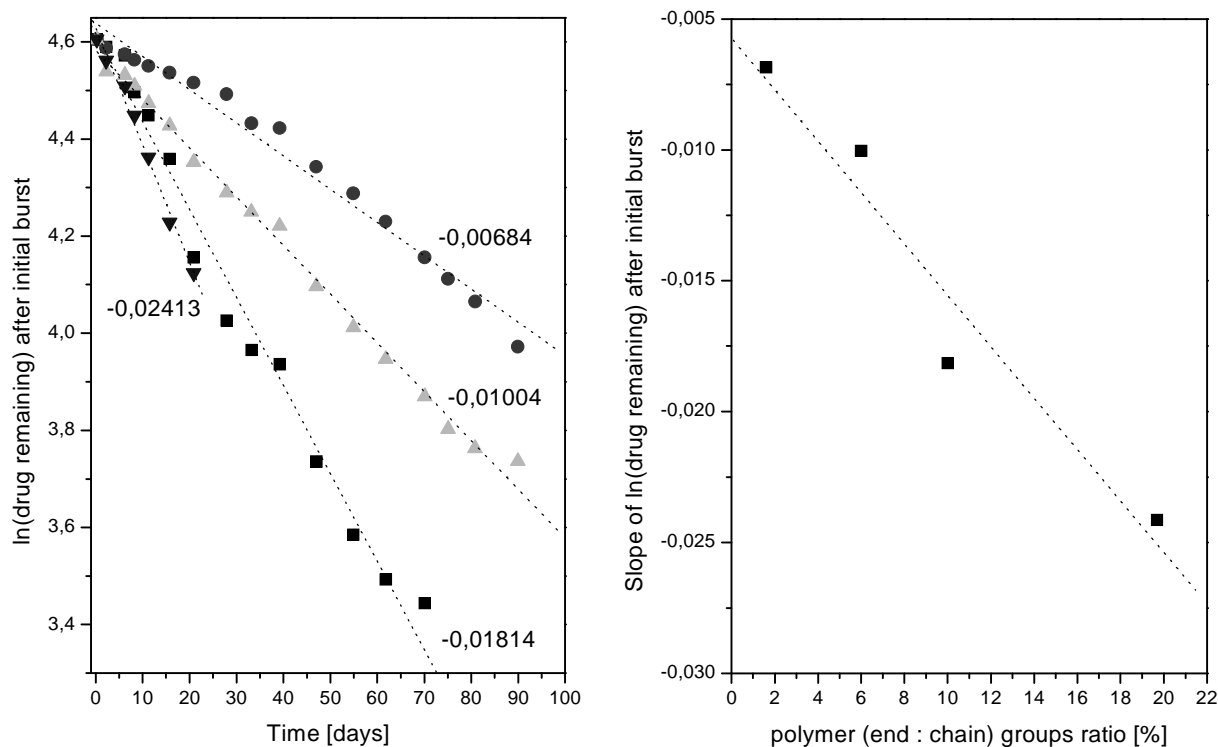 ln(drug remaining) after initial burst
4,6
4,4
4,2
4,0
3,8
3,6
3,4
-0,00684
-0,02413
-0,01004
-0,01814
0 10 20 30 40 50 60 70 80 90 100
Time [days]
Slope of ln(drug remaining) after initial burst
-0,005
-0,010
-0,015
-0,020
-0,025
-0,030
0 2 4 6 8 10 12 14 16 18 20 22
polymer (end : chain) groups ratio [%]